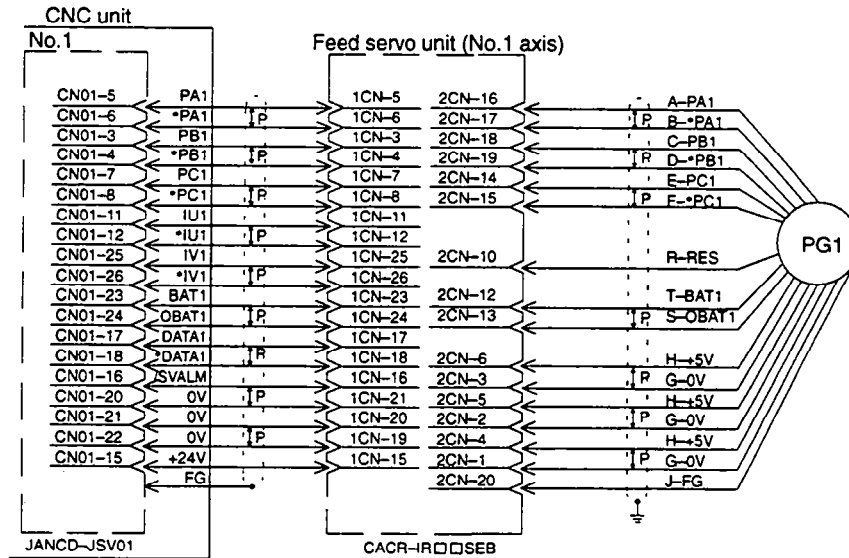 CNC unit
No.1
Feed servo unit (No.1 axis)
CN01-5 PA1 1CN-5 2CN-16 A-PA1
CN01-6 *PA1 P 1CN-6 2CN-17 P B-*PA1
CN01-3 PB1 1CN-3 2CN-18 C-PB1
CN01-4 *PB1 P 1CN-4 2CN-19 R D-*PB1
CN01-7 PC1 1CN-7 2CN-14 E-PC1
CN01-8 *PC1 R 1CN-8 2CN-15 P F-*PC1
CN01-11 IU1 1CN-11
CN01-12 *IU1 P 1CN-12
PG1
CN01-25 IV1 1CN-25 2CN-10 R-RES
CN01-26 *IV1 P 1CN-26
CN01-23 BAT1 1CN-23 2CN-12 T-BAT1
CN01-24 OBAT1 P 1CN-24 2CN-13 P S-OBAT1
CN01-17 DATA1 1CN-17
CN01-18 *DATA1 R 1CN-18 2CN-6 H-+5V
CN01-16 /SVALM 1CN-16 2CN-3 P G-0V
CN01-20 0V P 1CN-21 2CN-5 H-+5V
CN01-21 0V 1CN-20 2CN-2 P G-0V
CN01-22 0V P 1CN-19 2CN-4 H-+5V
CN01-15 +24V 1CN-15 2CN-1 P G-0V
FG 2CN-20 J-FG
JANCD-JSV01
CACR-IR□□SEB